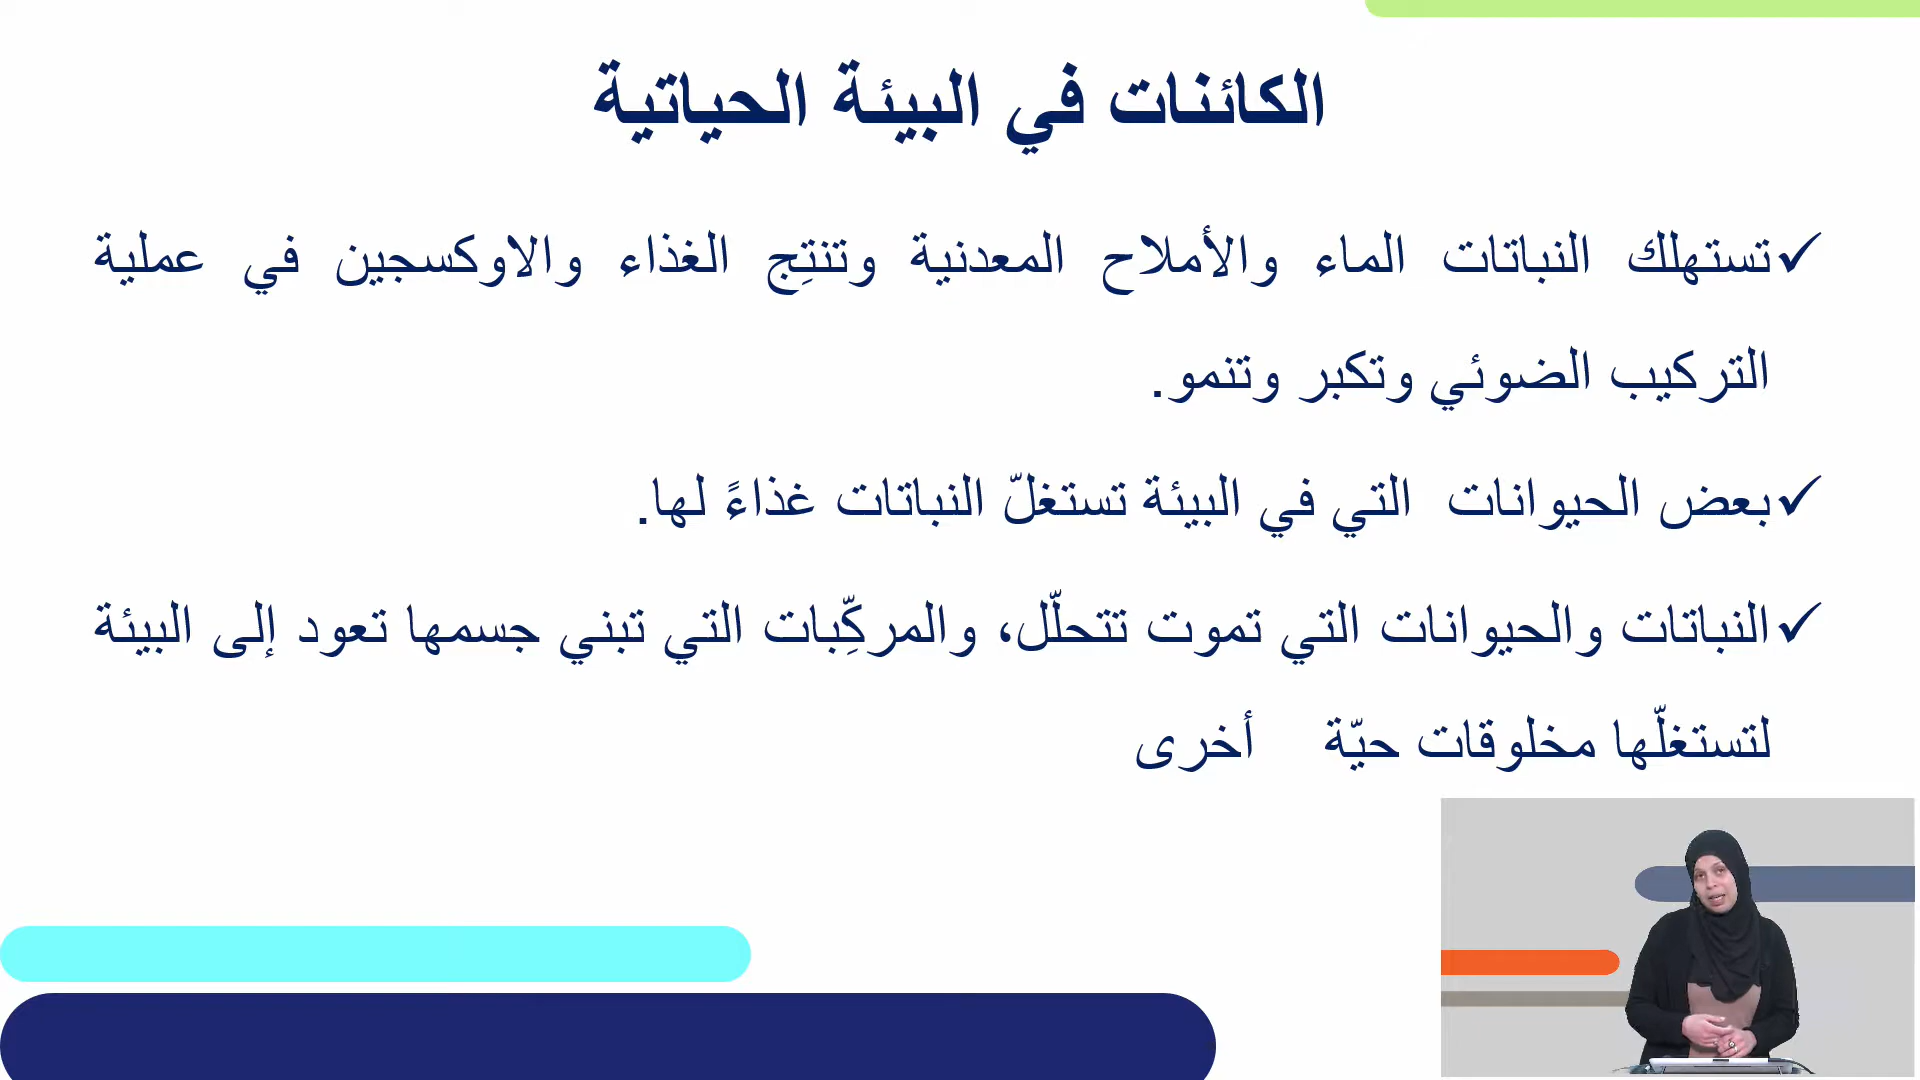 الكائنات في البيئة الحياتية
✓تستهلك النباتات الماء والأملاح المعدنية وتنتِج الغذاء والاوكسجين في عملية
التركيب الضوئي وتكبر وتنمو.
✓بعض الحيوانات التي في البيئة تستغلّ النباتات غذاءً لها.
✓النباتات والحيوانات التي تموت تتحلّل، والمركِّبات التي تبني جسمها تعود إلى البيئة
لتستغلّها مخلوقات حيّة أخرى